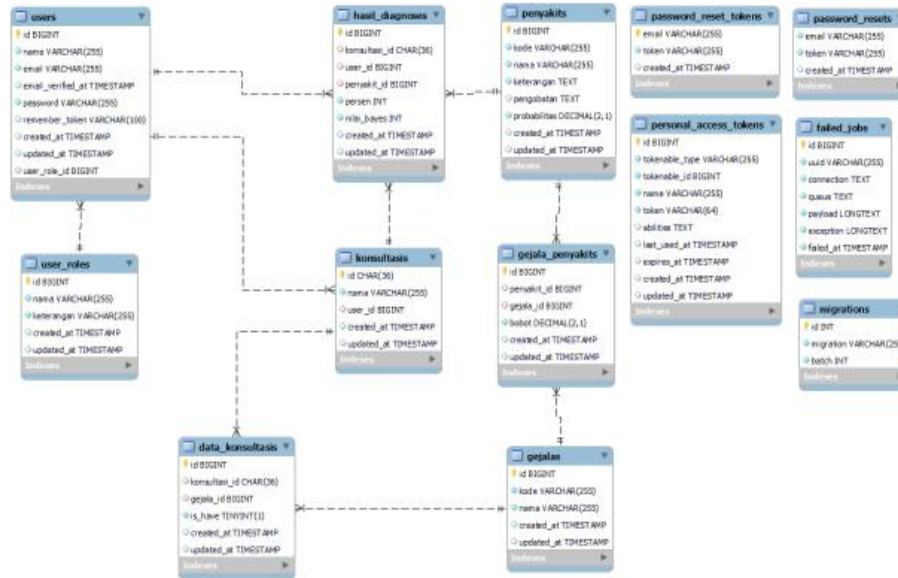 users
id BIGINT
name VARCHAR(255)
email VARCHAR(255)
email_verified_at TIMESTAMP
password VARCHAR(255)
remember_token VARCHAR(100)
created_at TIMESTAMP
updated_at TIMESTAMP
user_role_id BIGINT
Indexes
hasil_diagnosis
id BIGINT
konsultasi_id CHAR(36)
user_id BIGINT
penyakit_id BIGINT
persen INT
nilai_bayes INT
created_at TIMESTAMP
updated_at TIMESTAMP
Indexes
penyakits
id BIGINT
kode VARCHAR(255)
nama VARCHAR(255)
keterangan TEXT
pengobatan TEXT
probabilitas DECIMAL(2,1)
created_at TIMESTAMP
updated_at TIMESTAMP
Indexes
password_reset_tokens
email VARCHAR(255)
token VARCHAR(255)
created_at TIMESTAMP
Indexes
password_resets
email VARCHAR(255)
token VARCHAR(255)
created_at TIMESTAMP
Indexes
personal_access_tokens
id BIGINT
tokenable_type VARCHAR(255)
tokenable_id BIGINT
name VARCHAR(255)
token VARCHAR(64)
abilities TEXT
last_used_at TIMESTAMP
expires_at TIMESTAMP
created_at TIMESTAMP
updated_at TIMESTAMP
Indexes
failed_jobs
id BIGINT
uuid VARCHAR(255)
connection TEXT
queue TEXT
payload LONGTEXT
exception LONGTEXT
failed_at TIMESTAMP
Indexes
user_roles
id BIGINT
nama VARCHAR(255)
keterangan VARCHAR(255)
created_at TIMESTAMP
updated_at TIMESTAMP
Indexes
konsultasis
id CHAR(36)
nama VARCHAR(255)
user_id BIGINT
created_at TIMESTAMP
updated_at TIMESTAMP
Indexes
gejala_penyakits
id BIGINT
penyakit_id BIGINT
gejala_id BIGINT
bobot DECIMAL(2,1)
created_at TIMESTAMP
updated_at TIMESTAMP
Indexes
migrations
id INT
migration VARCHAR(25
batch INT
Indexes
data_konsultasis
id BIGINT
konsultasi_id CHAR(36)
gejala_id BIGINT
is_have TINYINT(1)
created_at TIMESTAMP
updated_at TIMESTAMP
Indexes
gejalas
id BIGINT
kode VARCHAR(255)
nama VARCHAR(255)
created_at TIMESTAMP
updated_at TIMESTAMP
Indexes